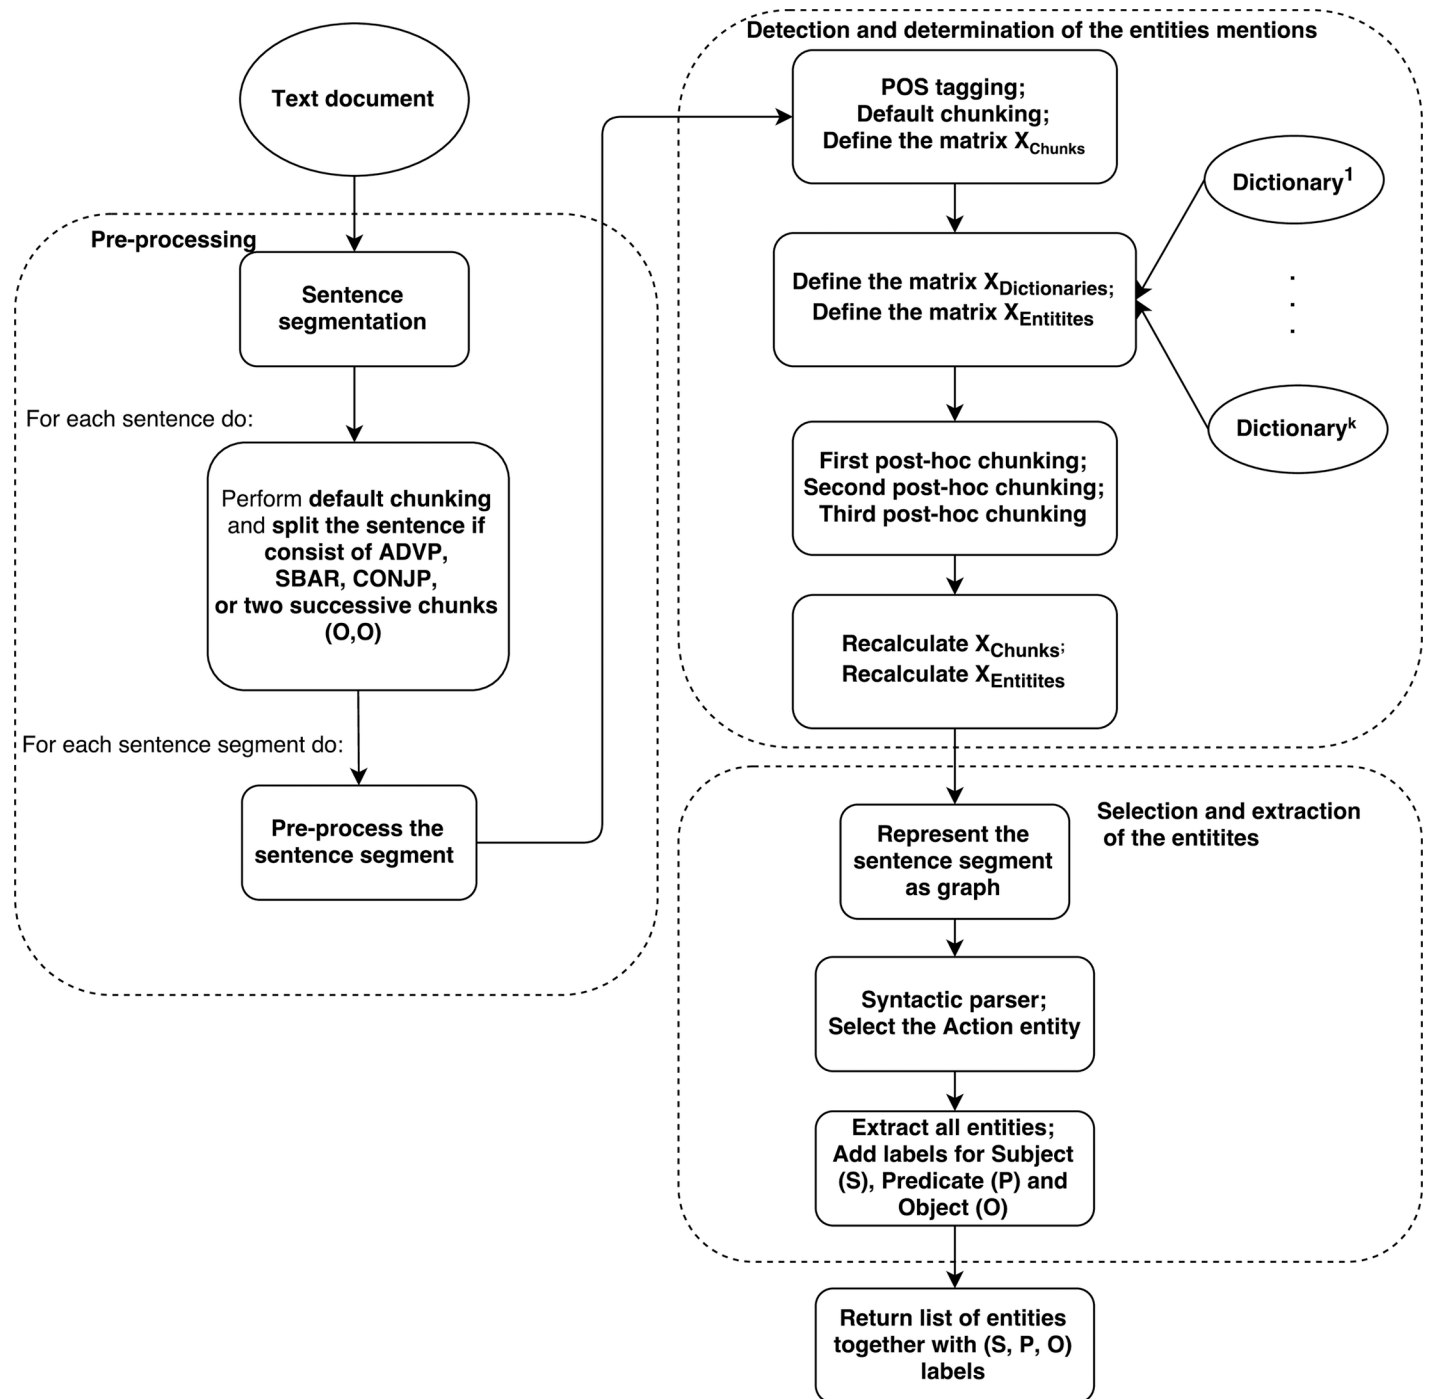 Text document
Pre-processing
Sentence
segmentation
For each sentence do:
Perform default chunking
and split the sentence if
consist of ADVP,
SBAR, CONJP,
or two successive chunks
(O,O)
For each sentence segment do:
Pre-process the
sentence segment
Detection and determination of the entities mentions
POS tagging;
Default chunking;
Define the matrix XChunks
Define the matrix XDictionaries;
Define the matrix XEntitites
Dictionary1
.
.
.
Dictionaryk
First post-hoc chunking;
Second post-hoc chunking;
Third post-hoc chunking
Recalculate XChunks;
Recalculate XEntitites
Selection and extraction
of the entitites
Represent the
sentence segment
as graph
Syntactic parser;
Select the Action entity
Extract all entities;
Add labels for Subject
(S), Predicate (P) and
Object (O)
Return list of entities
together with (S, P, O)
labels